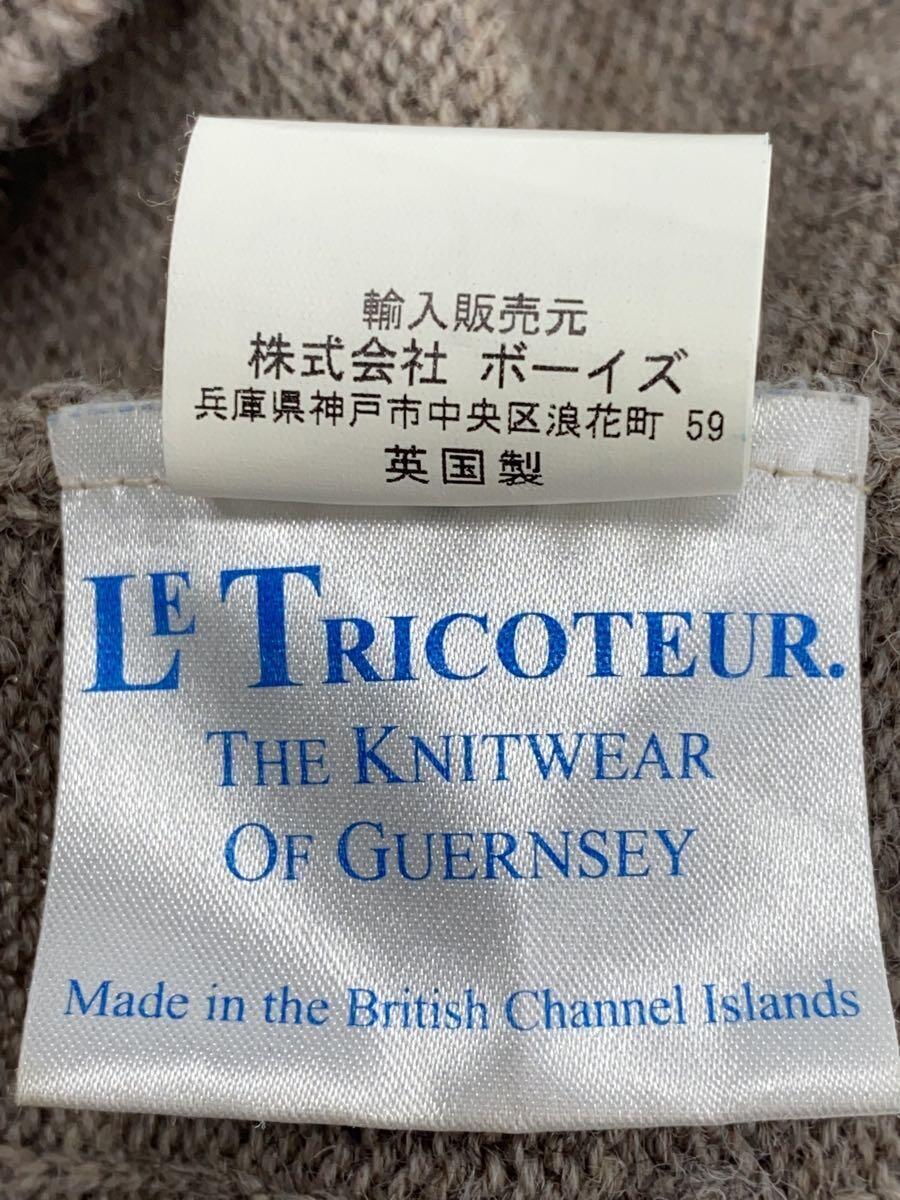 輸入販売元
株式会社 ボーイズ
兵庫県神戸市中央区浪花町 59
英国製
LE TRICOTEUR.
THE KNITWEAR
OF GUERNSEY
Made in the British Channel Islands